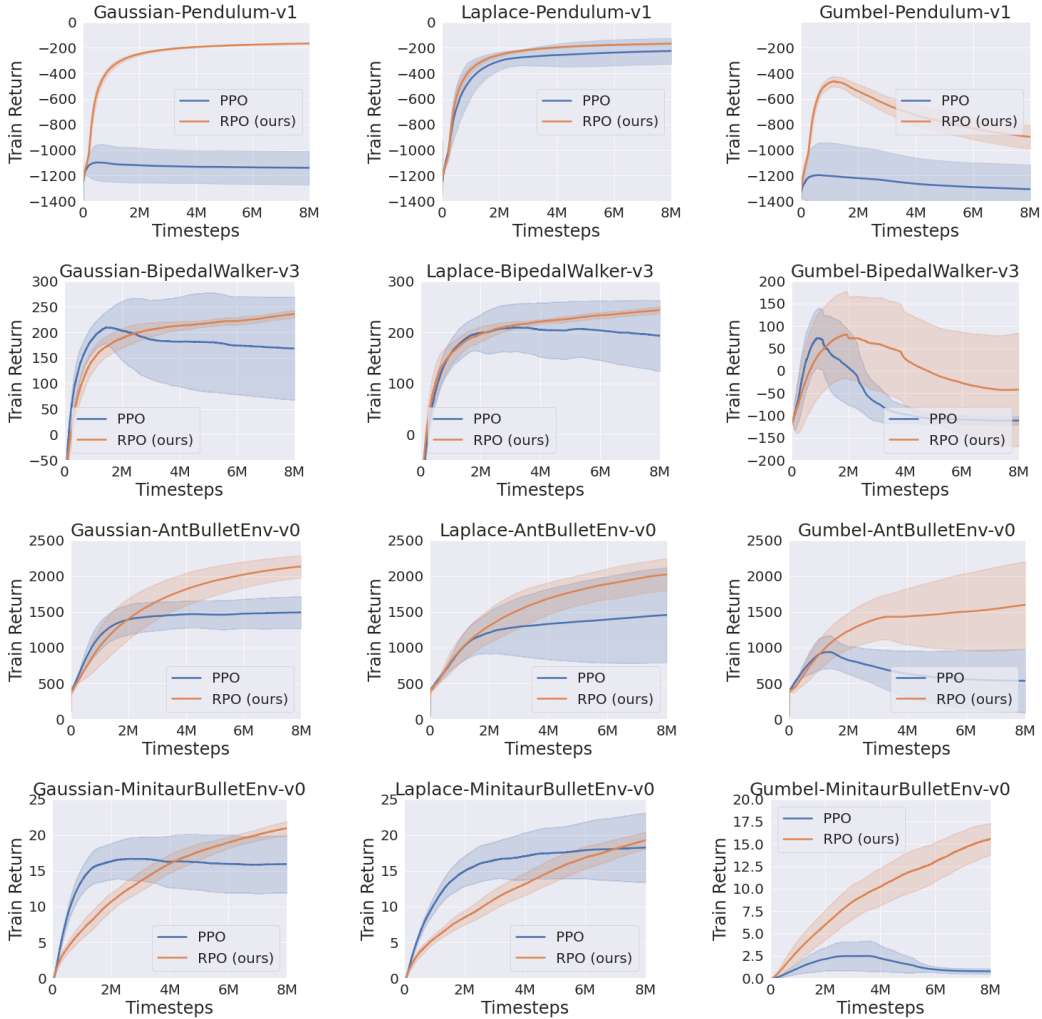 Gaussian-Pendulum-v1
0
−200
−400
−600
−800
−1000
−1200
−1400
Train Return
PPO
RPO (ours)
0 2M 4M 6M 8M
Timesteps
Laplace-Pendulum-v1
0
−200
−400
−600
−800
−1000
−1200
−1400
Train Return
PPO
RPO (ours)
0 2M 4M 6M 8M
Timesteps
Gumbel-Pendulum-v1
0
−200
−400
−600
−800
−1000
−1200
−1400
Train Return
PPO
RPO (ours)
0 2M 4M 6M 8M
Timesteps
Gaussian-BipedalWalker-v3
300
250
200
150
100
50
0
−50
Train Return
PPO
RPO (ours)
0 2M 4M 6M 8M
Timesteps
Laplace-BipedalWalker-v3
300
200
100
0
Train Return
PPO
RPO (ours)
0 2M 4M 6M 8M
Timesteps
Gumbel-BipedalWalker-v3
200
150
100
50
0
−50
−100
−150
−200
Train Return
PPO
RPO (ours)
0 2M 4M 6M 8M
Timesteps
Gaussian-AntBulletEnv-v0
2500
2000
1500
1000
500
0
Train Return
PPO
RPO (ours)
0 2M 4M 6M 8M
Timesteps
Laplace-AntBulletEnv-v0
2500
2000
1500
1000
500
0
Train Return
PPO
RPO (ours)
0 2M 4M 6M 8M
Timesteps
Gumbel-AntBulletEnv-v0
2500
2000
1500
1000
500
0
Train Return
PPO
RPO (ours)
0 2M 4M 6M 8M
Timesteps
Gaussian-MinitaurBulletEnv-v0
25
20
15
10
5
0
Train Return
PPO
RPO (ours)
0 2M 4M 6M 8M
Timesteps
Laplace-MinitaurBulletEnv-v0
25
20
15
10
5
0
Train Return
PPO
RPO (ours)
0 2M 4M 6M 8M
Timesteps
Gumbel-MinitaurBulletEnv-v0
20.0
17.5
15.0
12.5
10.0
7.5
5.0
2.5
0.0
Train Return
PPO
RPO (ours)
0 2M 4M 6M 8M
Timesteps